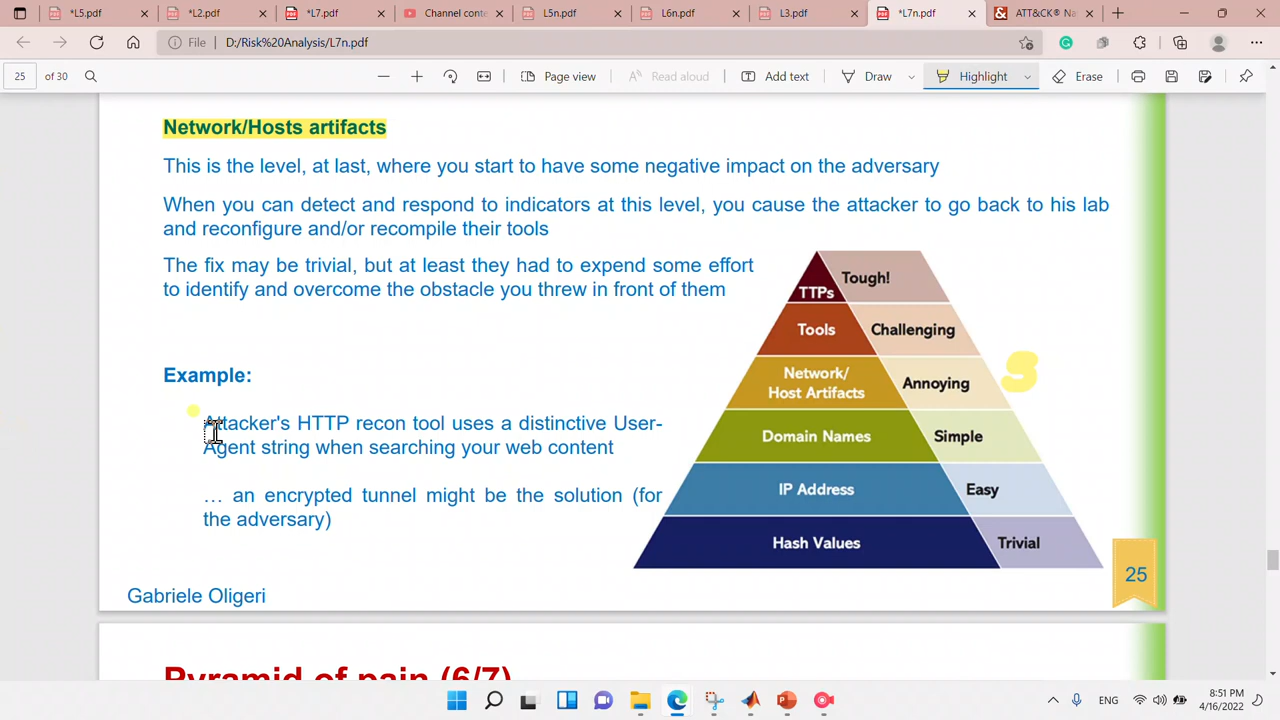 *L5.pdf
*L2.pdf
*L7.pdf
Channel conte
L5n.pdf
L6n.pdf
L3.pdf
*L7n.pdf
ATT&CK® Na
File
D:/Risk%20Analysis/L7n.pdf
25
of 30
Page view
Read aloud
Add text
Draw
Highlight
Erase
Network/Hosts artifacts
This is the level, at last, where you start to have some negative impact on the adversary
When you can detect and respond to indicators at this level, you cause the attacker to go back to his lab
and reconfigure and/or recompile their tools
The fix may be trivial, but at least they had to expend some effort
to identify and overcome the obstacle you threw in front of them
Example:
Attacker's HTTP recon tool uses a distinctive User-
Agent string when searching your web content
… an encrypted tunnel might be the solution (for
the adversary)
TTPs
Tough!
Tools
Challenging
Network/
Host Artifacts
Annoying
Domain Names
Simple
IP Address
Easy
Hash Values
Trivial
25
Gabriele Oligeri
Pyramid of pain (6/7)
ENG
8:51 PM
4/16/2022